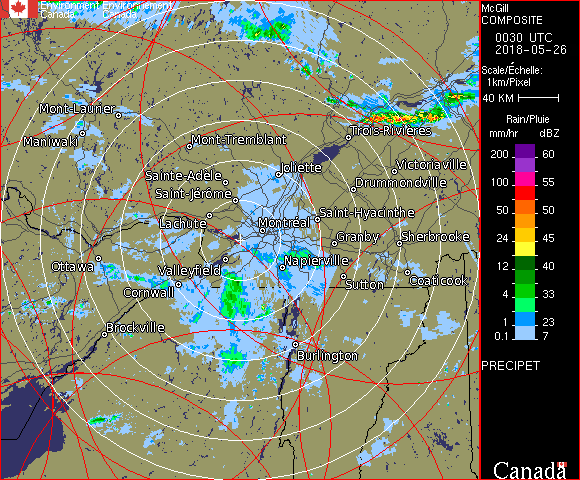 Environment Environnement
Canada Canada
McGill
COMPOSITE
0030 UTC
2018-05-26
Scale/Échelle:
1km/Pixel
40 KM
Rain/Pluie
mm/hr dBZ
200 60
100 55
50 50
24 45
12 40
4 33
1 23
0.1 7
PRECIPET
Canada
Mont-Laurier
Maniwaki
Mont-Tremblant
Trois-Rivières
Sainte-Adèle
Joliette
Victoriaville
Saint-Jérôme
Drummondville
Lachute
Montréal
Saint-Hyacinthe
Granby
Sherbrooke
Ottawa
Valleyfield
Napierville
Cornwall
Sutton
Coaticook
Brockville
Burlington